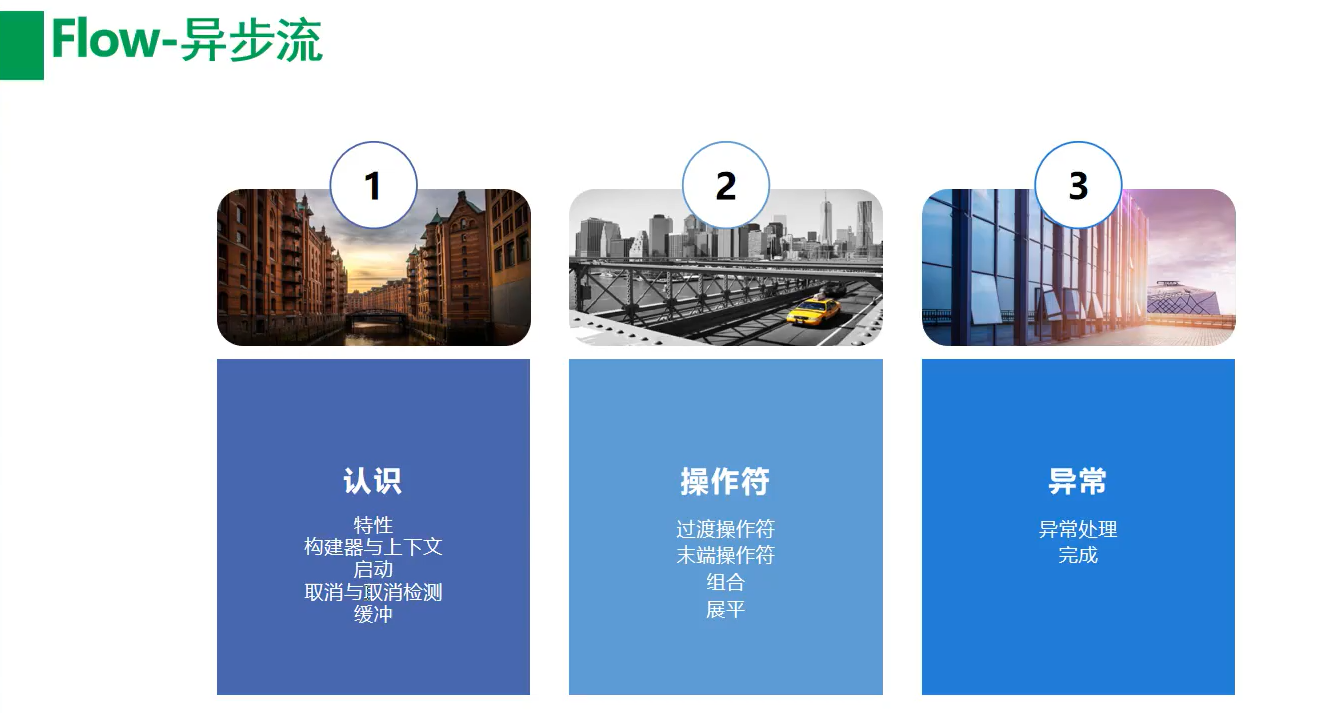 Flow-异步流
1
2
3
认识
特性
构建器与上下文
启动
取消与取消检测
缓冲
操作符
过渡操作符
末端操作符
组合
展平
异常
异常处理
完成